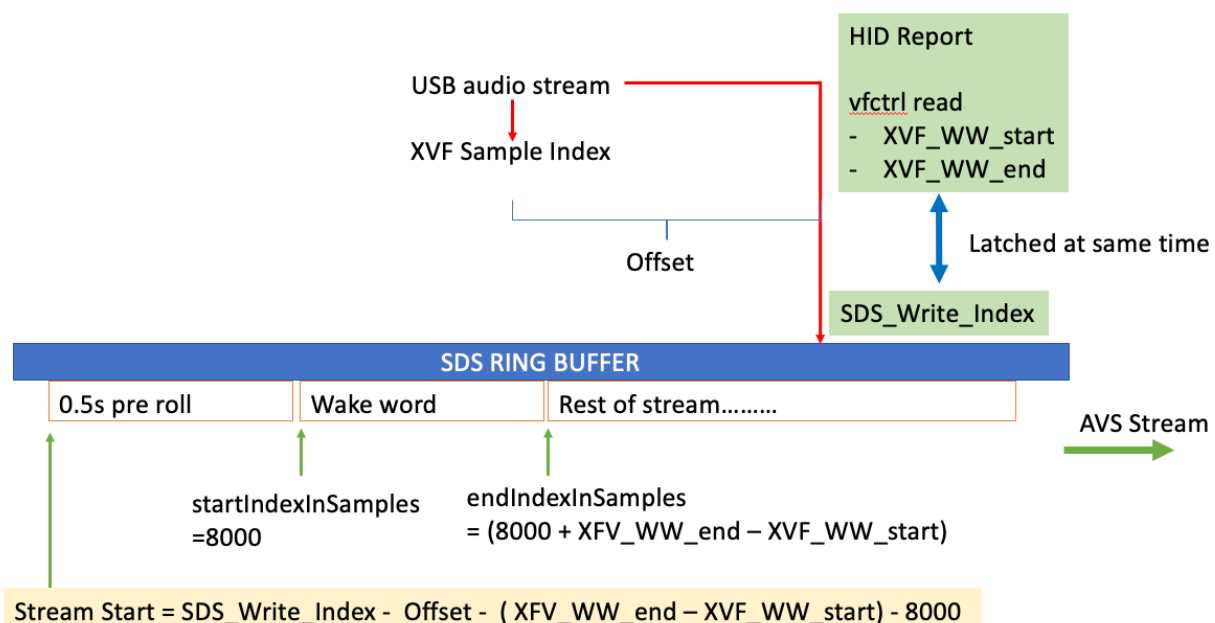 HID Report
USB audio stream
vfctrl read
- XVF_WW_start
XVF Sample Index
- XVF_WW_end
Latched at same time
Offset
SDS_Write_Index
SDS RING BUFFER
0.5s pre roll
Wake word
Rest of stream.........
AVS Stream
startIndexInSamples
=8000
endIndexInSamples
= (8000 + XFV_WW_end – XVF_WW_start)
Stream Start = SDS_Write_Index - Offset - ( XFV_WW_end – XVF_WW_start) - 8000